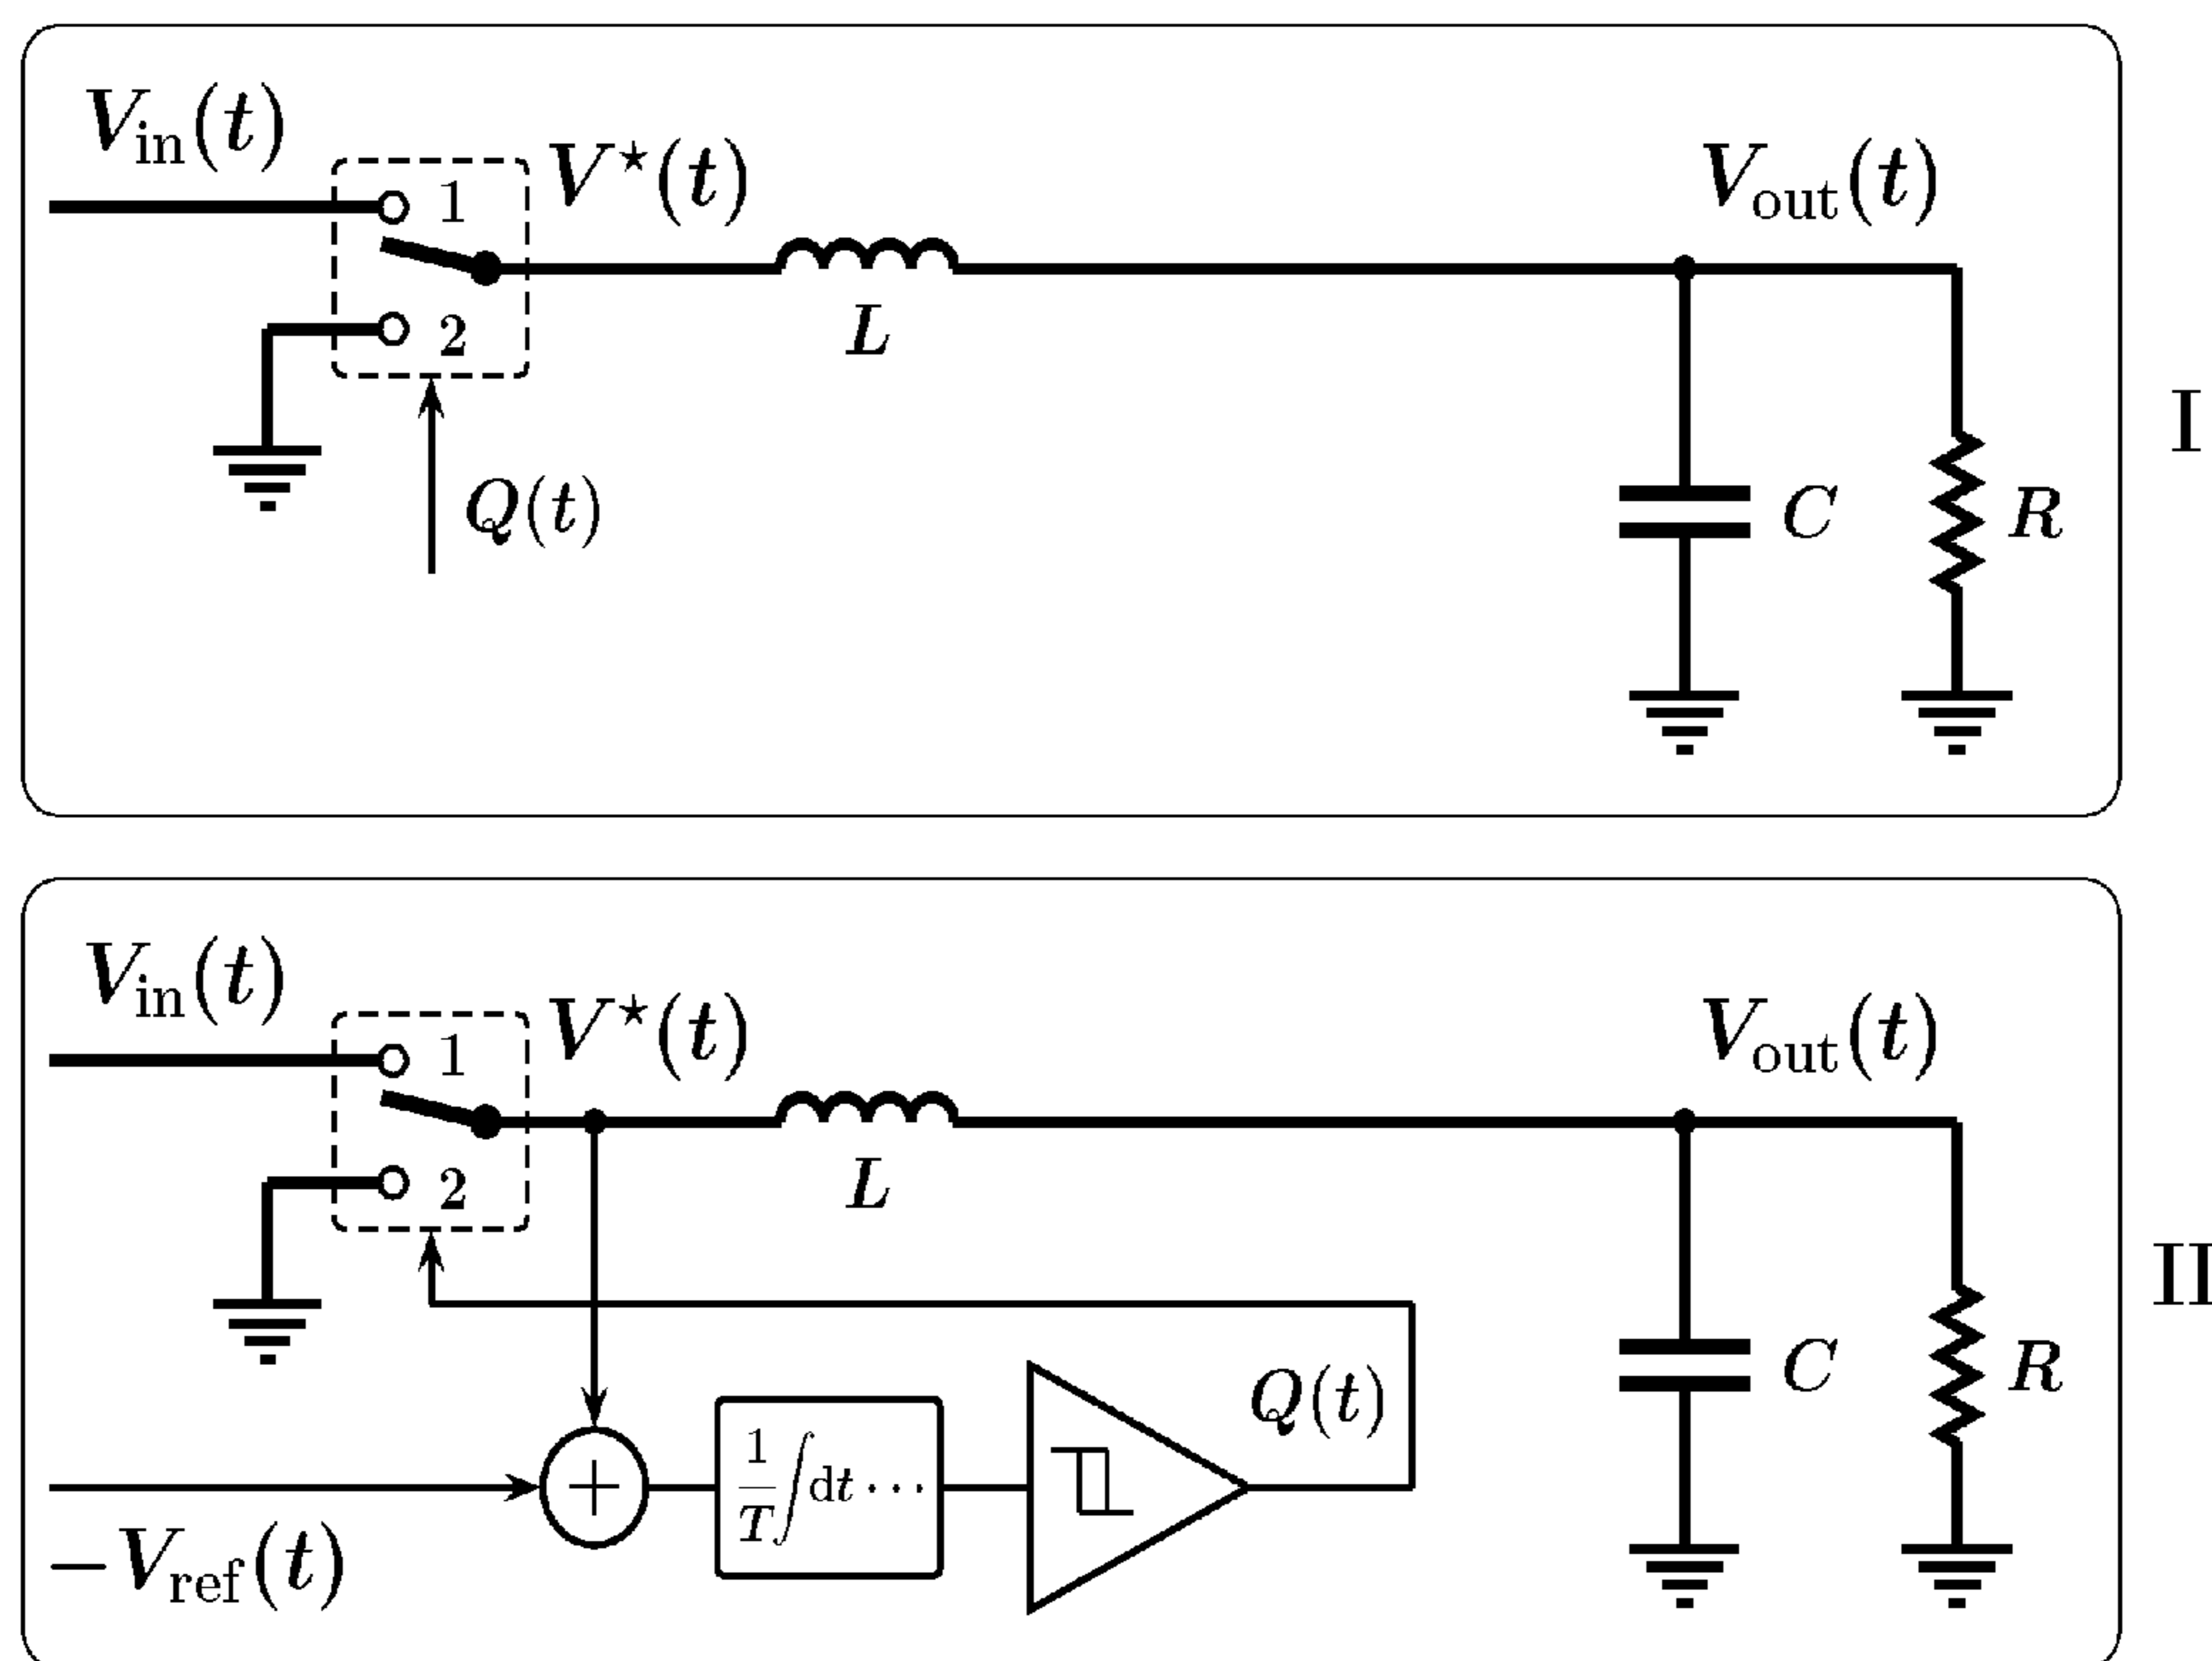 V_in(t)
1
V^⋆(t)
V_out(t)
2
L
I
Q(t)
C
R
V_in(t)
1
V^⋆(t)
V_out(t)
2
L
II
C
R
Q(t)
1/T ∫dt ⋯
+
−V_ref(t)